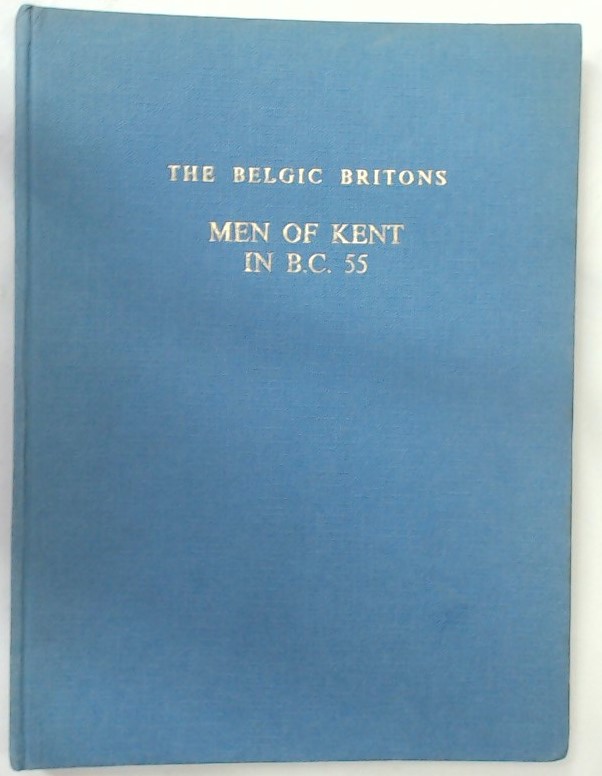 THE BELGIC BRITONS
MEN OF KENT
IN B.C. 55